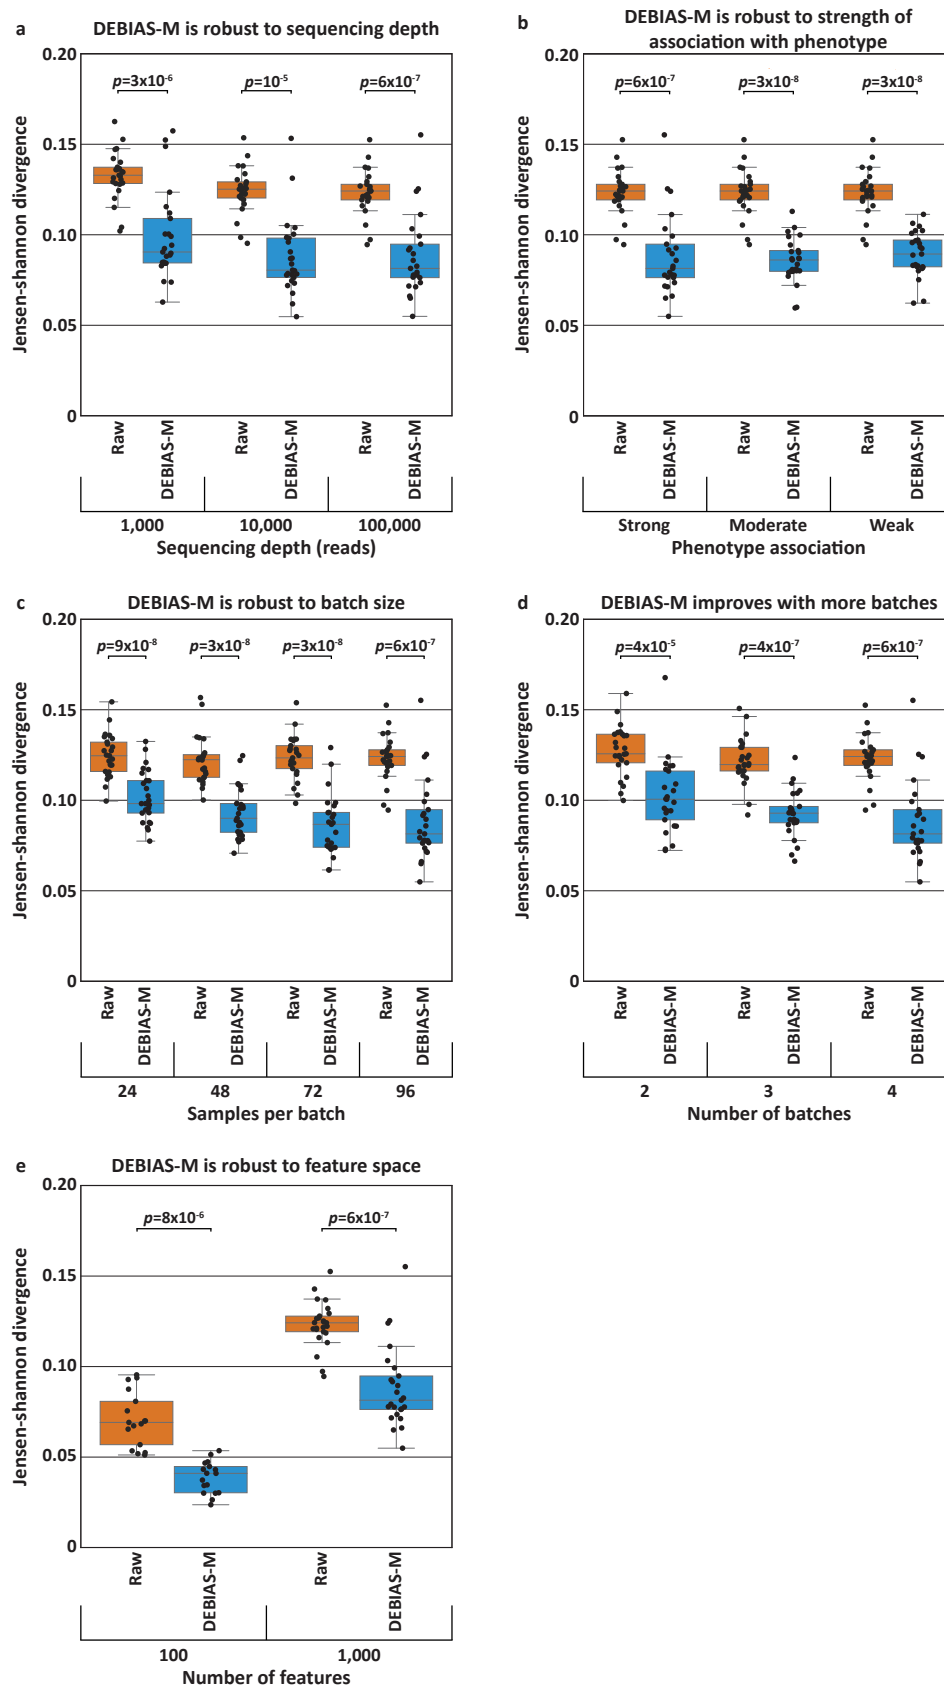 a
DEBIAS-M is robust to sequencing depth
0.20
0.15
0.10
0.05
0
Jensen-shannon divergence
p=3x10-6
p=10-5
p=6x10-7
Raw
DEBIAS-M
Raw
DEBIAS-M
Raw
DEBIAS-M
1,000
10,000
100,000
Sequencing depth (reads)
b
DEBIAS-M is robust to strength of
association with phenotype
0.20
0.15
0.10
0.05
0
Jensen-shannon divergence
p=6x10-7
p=3x10-8
p=3x10-8
Raw
DEBIAS-M
Raw
DEBIAS-M
Raw
DEBIAS-M
Strong
Moderate
Weak
Phenotype association
c
DEBIAS-M is robust to batch size
0.20
0.15
0.10
0.05
0
Jensen-shannon divergence
p=9x10-8
p=3x10-8
p=3x10-8
p=6x10-7
Raw
DEBIAS-M
Raw
DEBIAS-M
Raw
DEBIAS-M
Raw
DEBIAS-M
24
48
72
96
Samples per batch
d
DEBIAS-M improves with more batches
0.20
0.15
0.10
0.05
0
Jensen-shannon divergence
p=4x10-5
p=4x10-7
p=6x10-7
Raw
DEBIAS-M
Raw
DEBIAS-M
Raw
DEBIAS-M
2
3
4
Number of batches
e
DEBIAS-M is robust to feature space
0.20
0.15
0.10
0.05
0
Jensen-shannon divergence
p=8x10-6
p=6x10-7
Raw
DEBIAS-M
Raw
DEBIAS-M
100
1,000
Number of features